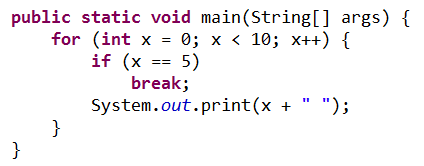 public static void main(String[] args) {
    for (int x = 0; x < 10; x++) {
        if (x == 5)
            break;
        System.out.print(x + " ");
    }
}